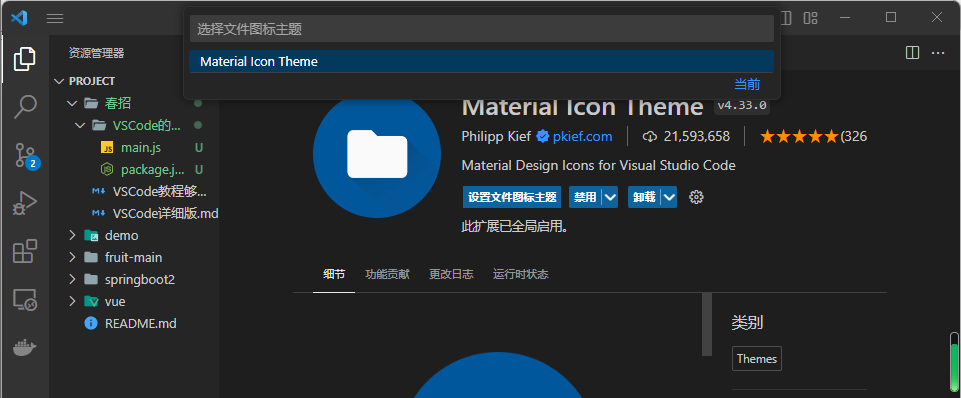 选择文件图标主题
Material Icon Theme
当前
资源管理器
PROJECT
春招
VSCode的...
JS main.js U
package.j... U
VSCode教程够...
VSCode详细版.md
demo
fruit-main
springboot2
vue
README.md
2
Material Icon Theme v4.33.0
Philipp Kief pkief.com 21,593,658 (326
Material Design Icons for Visual Studio Code
设置文件图标主题 禁用 卸载
此扩展已全局启用。
细节 功能贡献 更改日志 运行时状态
类别
Themes